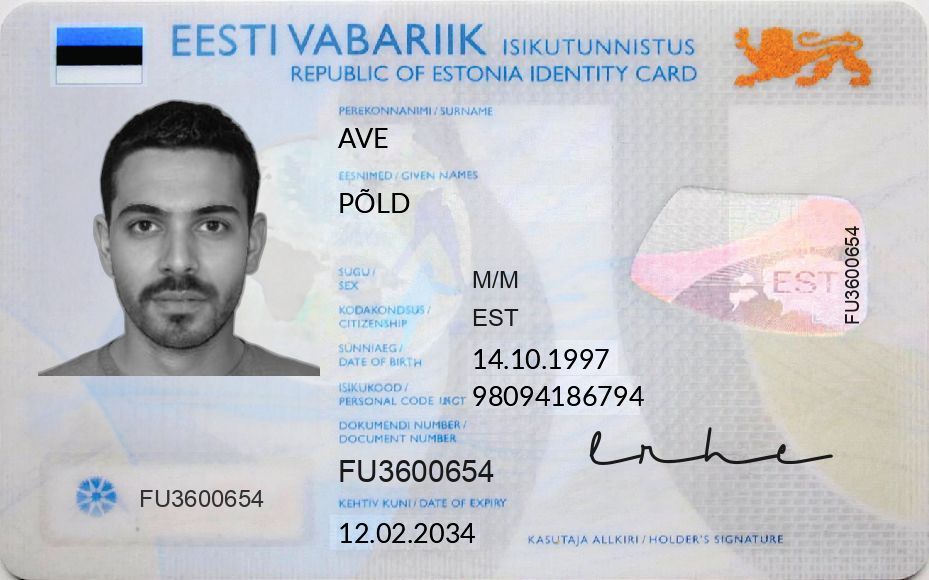 EESTI VABARIIK ISIKUTUNNISTUS
REPUBLIC OF ESTONIA IDENTITY CARD
PEREKONNANIMI / SURNAME
AVE
EESNIMED / GIVEN NAMES
PÕLD
SUGU /
SEX
M/M
KODAKONDSUS /
CITIZENSHIP
EST
SÜNNIAEG /
DATE OF BIRTH
14.10.1997
ISIKUKOOD /
PERSONAL CODE
98094186794
DOKUMENDI NUMBER /
DOCUMENT NUMBER
FU3600654
KEHTIV KUNI / DATE OF EXPIRY
12.02.2034
FU3600654
EST
FU3600654
KASUTAJA ALLKIRI / HOLDER'S SIGNATURE